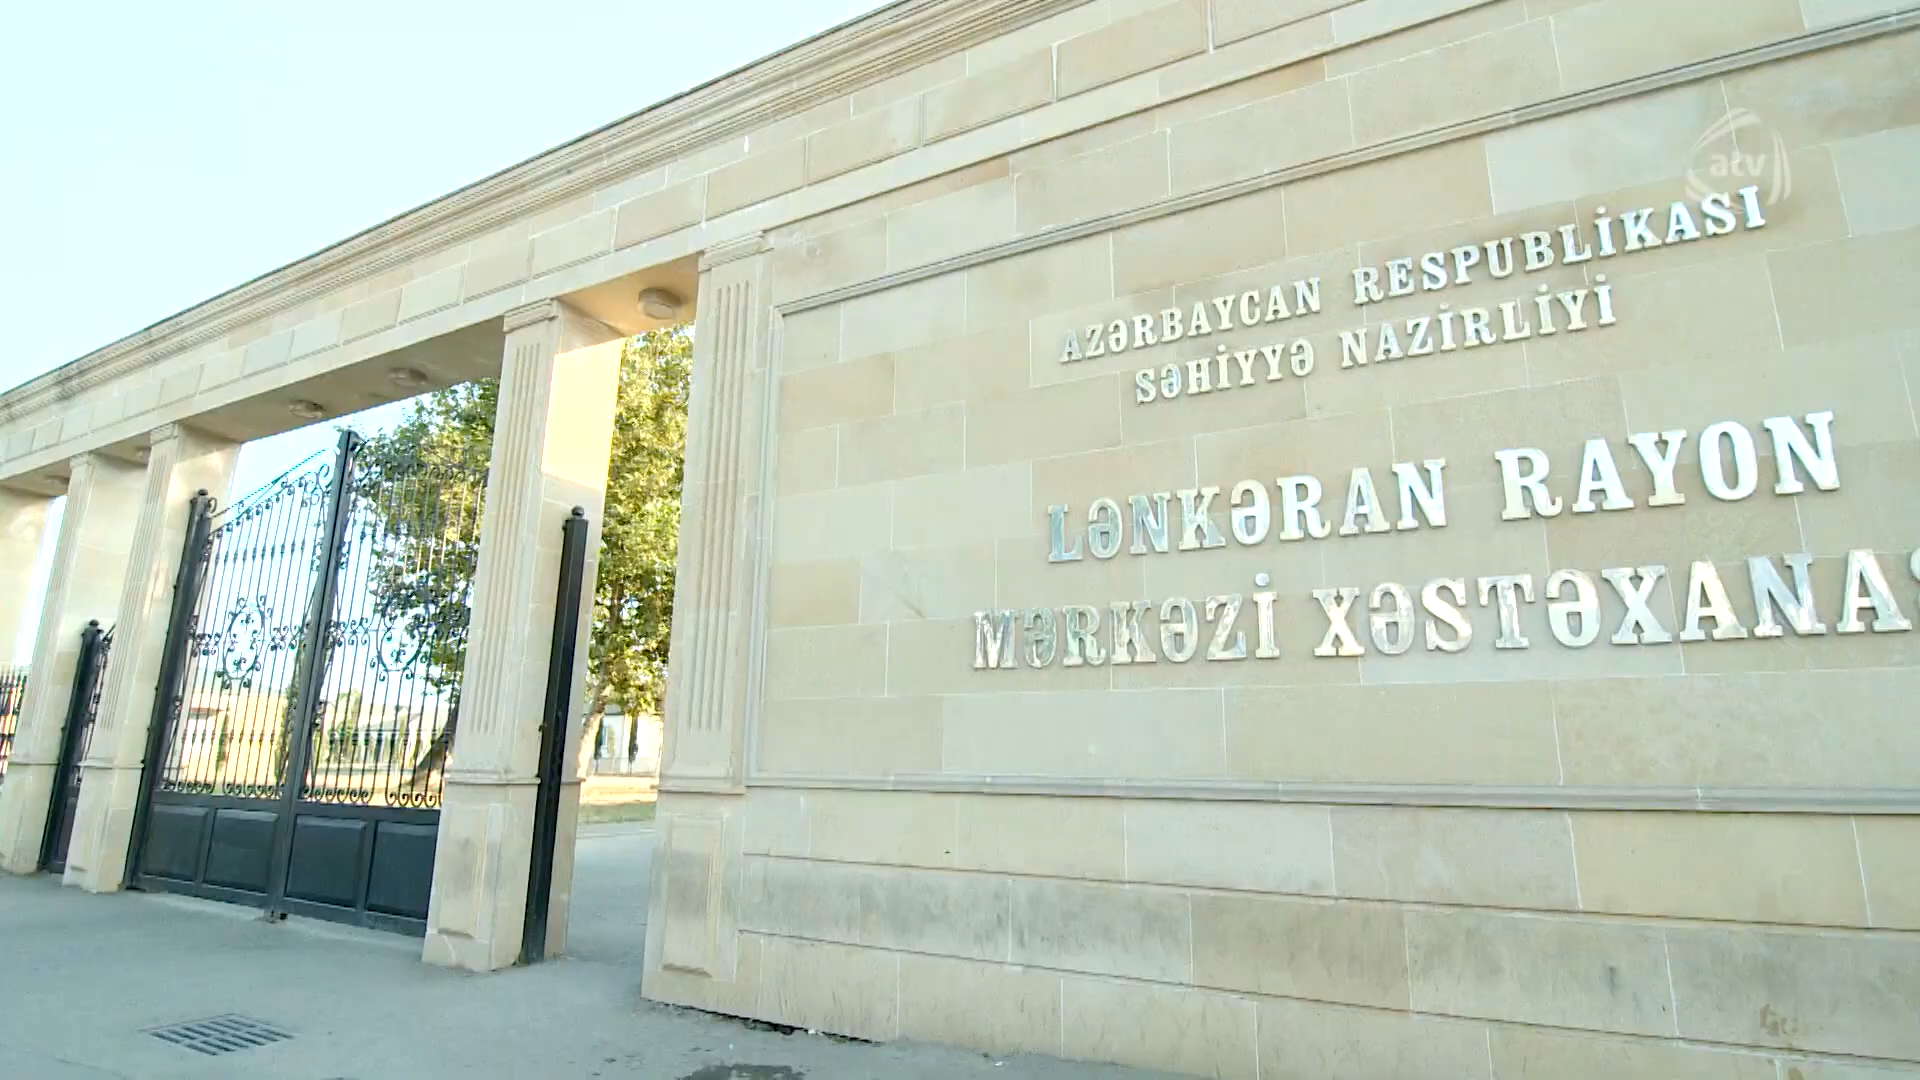 atv
AZƏRBAYCAN RESPUBLİKASI
SƏHİYYƏ NAZİRLİYİ
LƏNKƏRAN RAYON
MƏRKƏZİ XƏSTƏXANAS